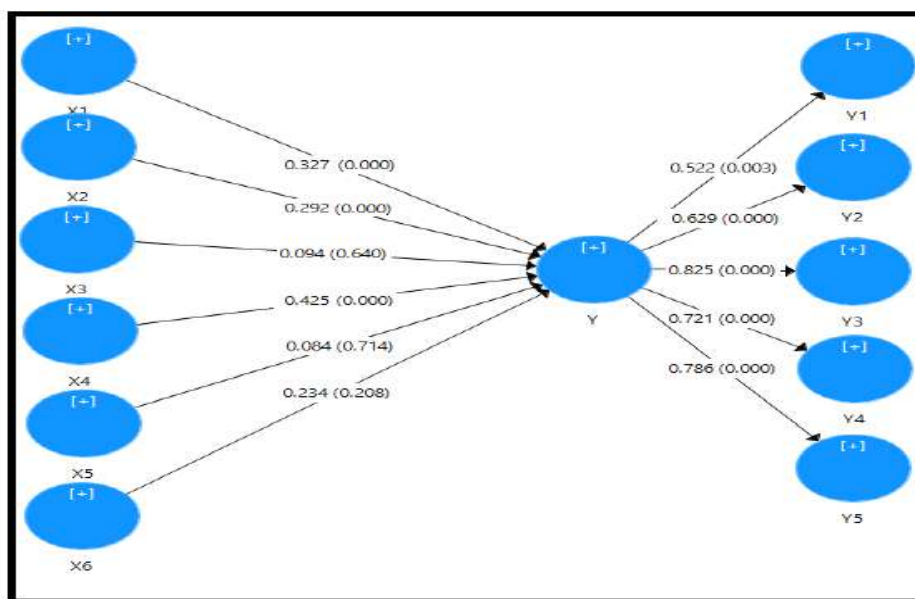 [+]
X1
[+]
X2
[+]
X3
[+]
X4
[+]
X5
[+]
X6
0.327 (0.000)
0.292 (0.000)
0.094 (0.640)
0.425 (0.000)
0.084 (0.714)
0.234 (0.208)
[+]
Y
0.522 (0.003)
0.629 (0.000)
0.825 (0.000)
0.721 (0.000)
0.786 (0.000)
[+]
Y1
[+]
Y2
[+]
Y3
[+]
Y4
[+]
Y5